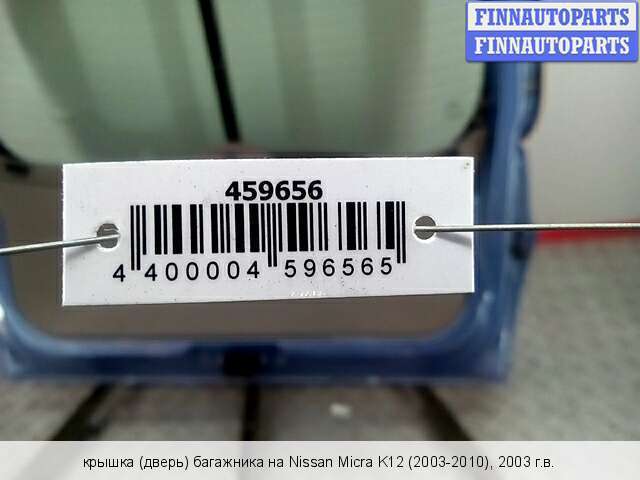 FINNAUTOPARTS
FINNAUTOPARTS
459656
4 400004 596565
крышка (дверь) багажника на Nissan Micra K12 (2003-2010), 2003 г.в.